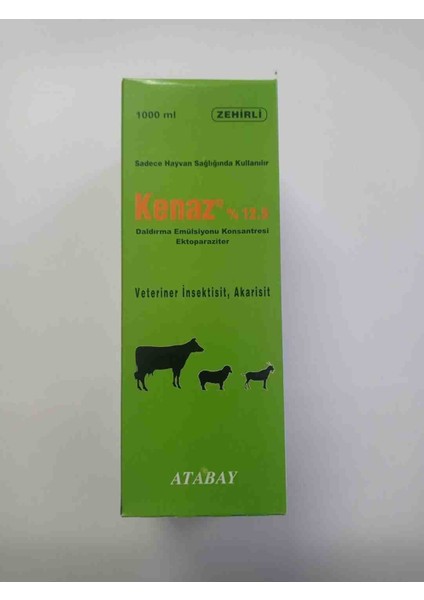 1000 ml
ZEHİRLİ
Sadece Hayvan Sağlığında Kullanılır
Kenaz® % 12.5
Daldırma Emülsiyonu Konsantresi
Ektoparaziter
Veteriner İnsektisit, Akarisit
ATABAY